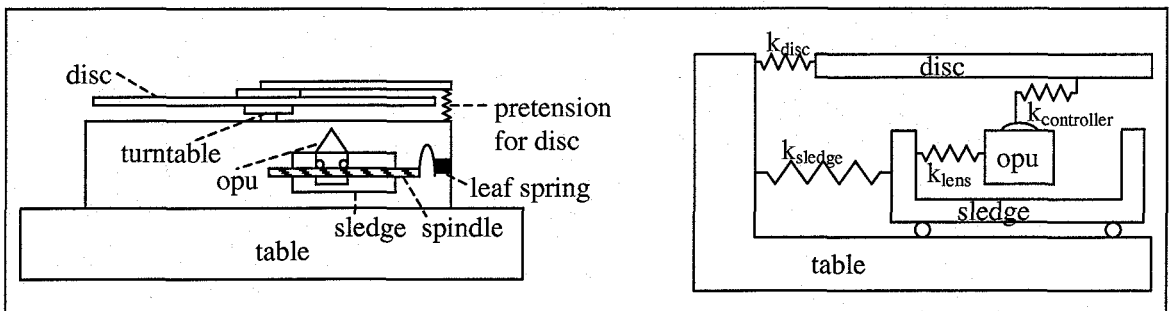 disc
turntable
opu
sledge
spindle
pretension
for disc
leaf spring
table
k_disc
disc
k_controller
k_sledge
k_lens
opu
sledge
table